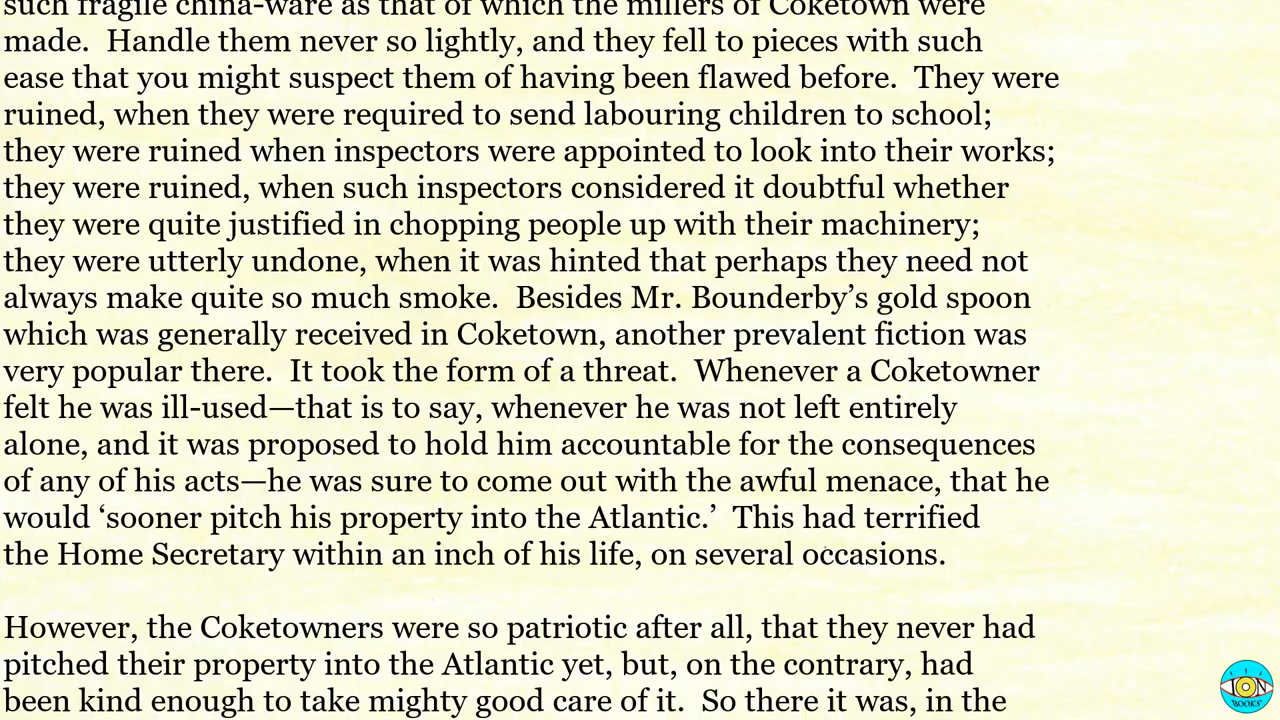 such fragile china-ware as that of which the millers of Coketown were
made.  Handle them never so lightly, and they fell to pieces with such
ease that you might suspect them of having been flawed before.  They were
ruined, when they were required to send labouring children to school;
they were ruined when inspectors were appointed to look into their works;
they were ruined, when such inspectors considered it doubtful whether
they were quite justified in chopping people up with their machinery;
they were utterly undone, when it was hinted that perhaps they need not
always make quite so much smoke.  Besides Mr. Bounderby’s gold spoon
which was generally received in Coketown, another prevalent fiction was
very popular there.  It took the form of a threat.  Whenever a Coketowner
felt he was ill-used—that is to say, whenever he was not left entirely
alone, and it was proposed to hold him accountable for the consequences
of any of his acts—he was sure to come out with the awful menace, that he
would ‘sooner pitch his property into the Atlantic.’  This had terrified
the Home Secretary within an inch of his life, on several occasions.

However, the Coketowners were so patriotic after all, that they never had
pitched their property into the Atlantic yet, but, on the contrary, had
been kind enough to take mighty good care of it.  So there it was, in the
ION
BOOKS